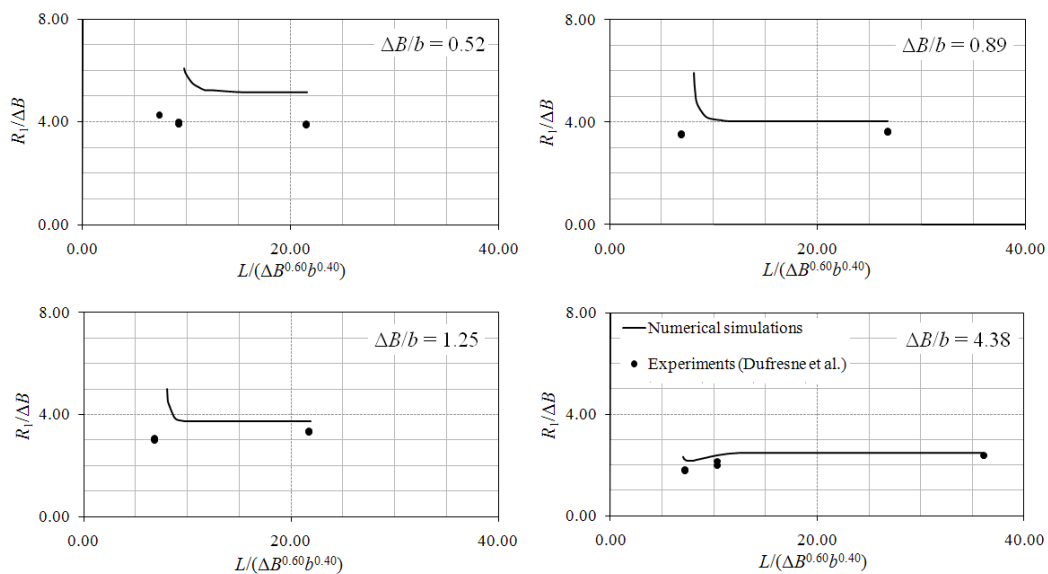 8.00
ΔB/b = 0.52
R₁/ΔB
4.00
0.00
0.00 20.00 40.00
L/(ΔB⁰·⁶⁰b⁰·⁴⁰)
8.00
ΔB/b = 0.89
R₁/ΔB
4.00
0.00
0.00 20.00 40.00
L/(ΔB⁰·⁶⁰b⁰·⁴⁰)
8.00
ΔB/b = 1.25
R₁/ΔB
4.00
0.00
0.00 20.00 40.00
L/(ΔB⁰·⁶⁰b⁰·⁴⁰)
8.00
Numerical simulations
ΔB/b = 4.38
Experiments (Dufresne et al.)
R₁/ΔB
4.00
0.00
0.00 20.00 40.00
L/(ΔB⁰·⁶⁰b⁰·⁴⁰)